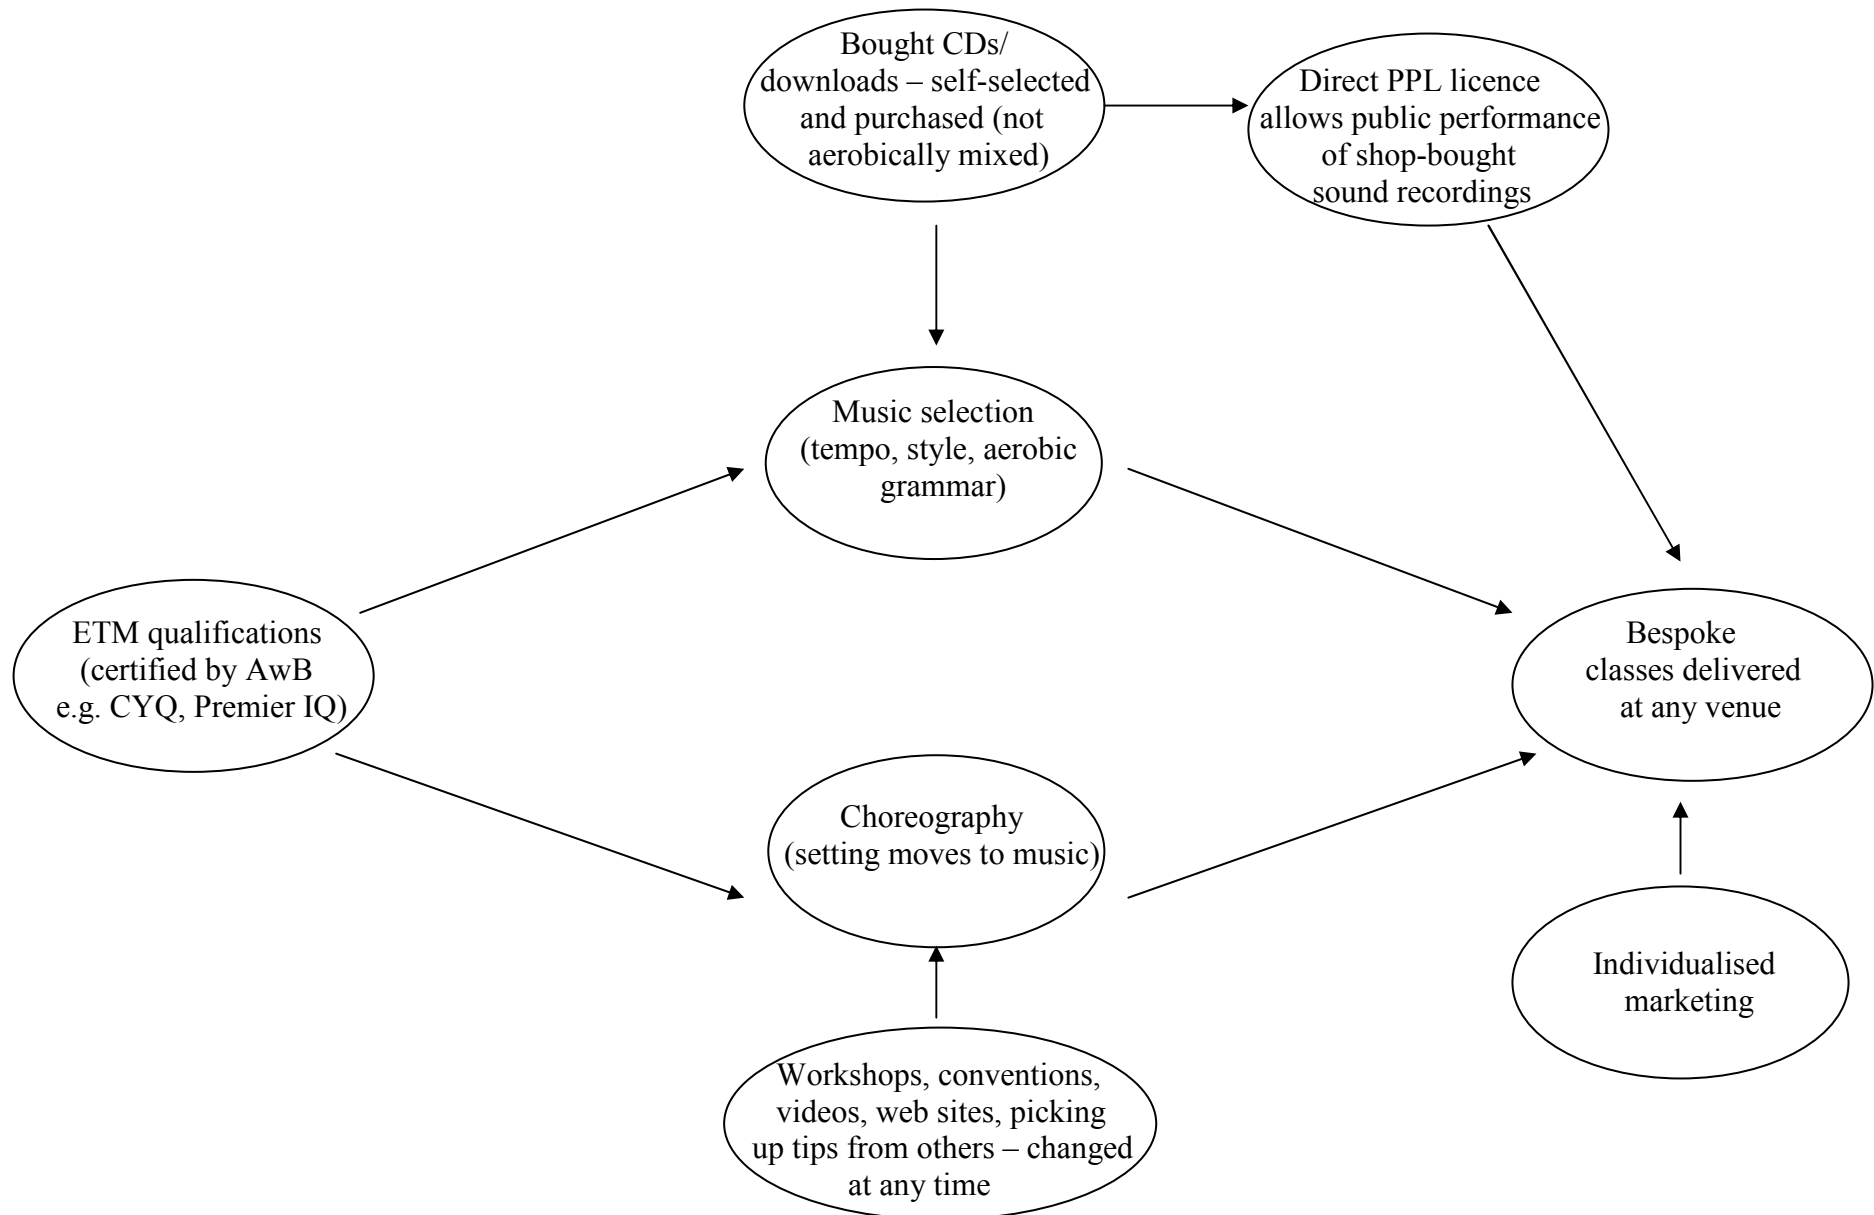 Bought CDs/
downloads – self-selected
and purchased (not
aerobically mixed)
Direct PPL licence
allows public performance
of shop-bought
sound recordings
Music selection
(tempo, style, aerobic
grammar)
ETM qualifications
(certified by AwB
e.g. CYQ, Premier IQ)
Bespoke
classes delivered
at any venue
Choreography
(setting moves to music)
Individualised
marketing
Workshops, conventions,
videos, web sites, picking
up tips from others – changed
at any time